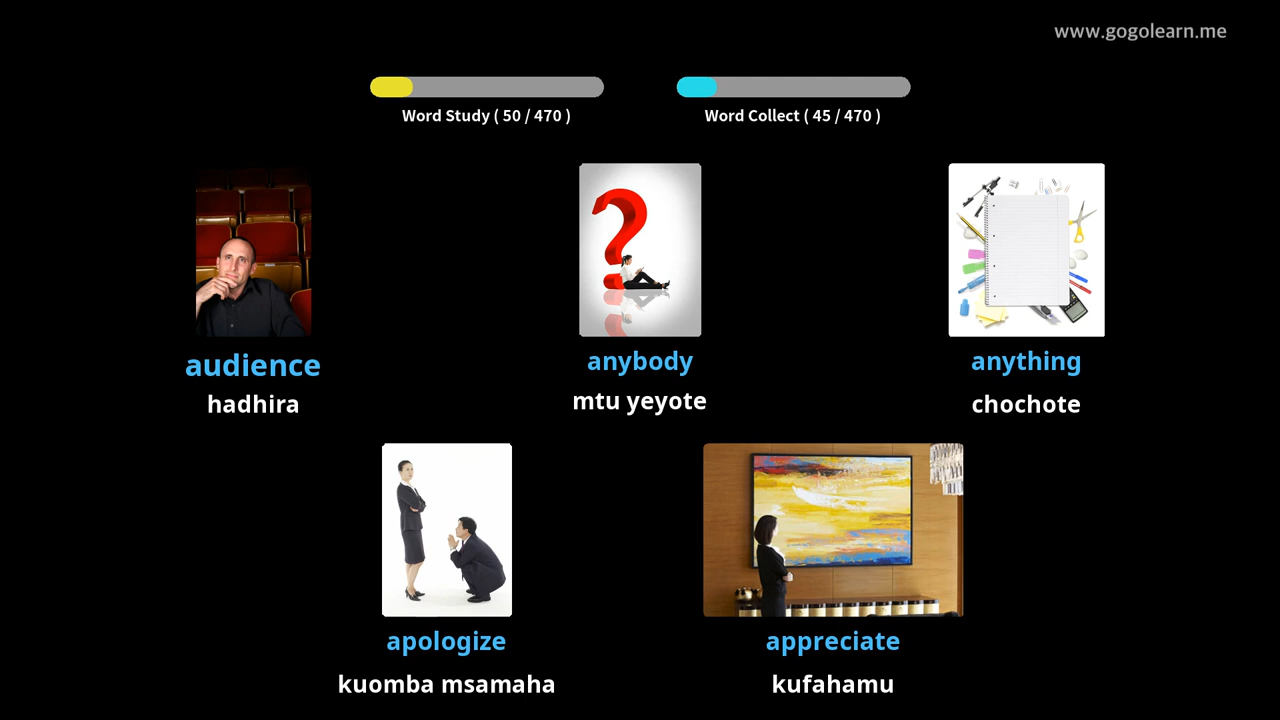 www.gogolearn.me
Word Study ( 50 / 470 )
Word Collect ( 45 / 470 )
audience
hadhira
anybody
mtu yeyote
anything
chochote
apologize
kuomba msamaha
appreciate
kufahamu